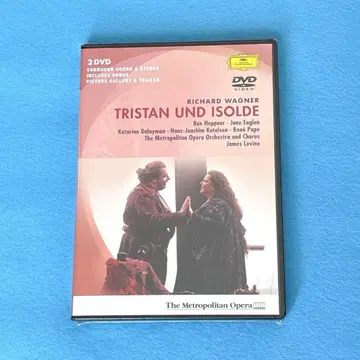 2 DVD
SURROUND SOUND & STEREO
INCLUDES BONUS
PICTURE GALLERY & TRAILER
DVD
VIDEO
RICHARD WAGNER
TRISTAN UND ISOLDE
Ben Heppner · Jane Eaglen
Katarina Dalayman · Hans-Joachim Ketelsen · René Pape
The Metropolitan Opera Orchestra and Chorus
James Levine
The Metropolitan Opera